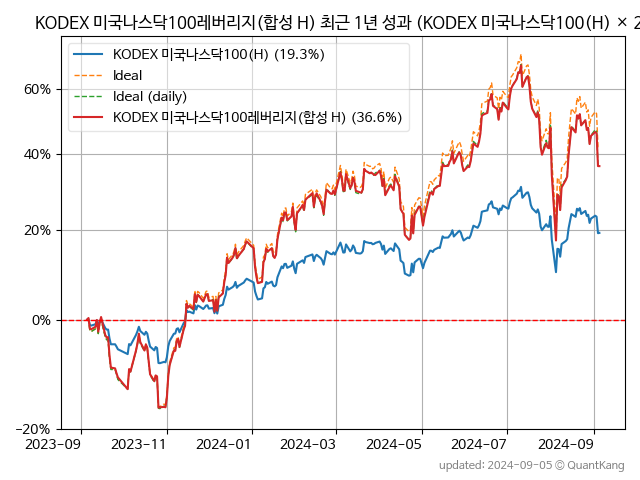 KODEX 미국나스닥100레버리지(합성 H) 최근 1년 성과 (KODEX 미국나스닥100(H) × 2
KODEX 미국나스닥100(H) (19.3%)
Ideal
Ideal (daily)
KODEX 미국나스닥100레버리지(합성 H) (36.6%)
60%
40%
20%
0%
−20%
2023-09
2023-11
2024-01
2024-03
2024-05
2024-07
2024-09
updated: 2024-09-05 © QuantKang